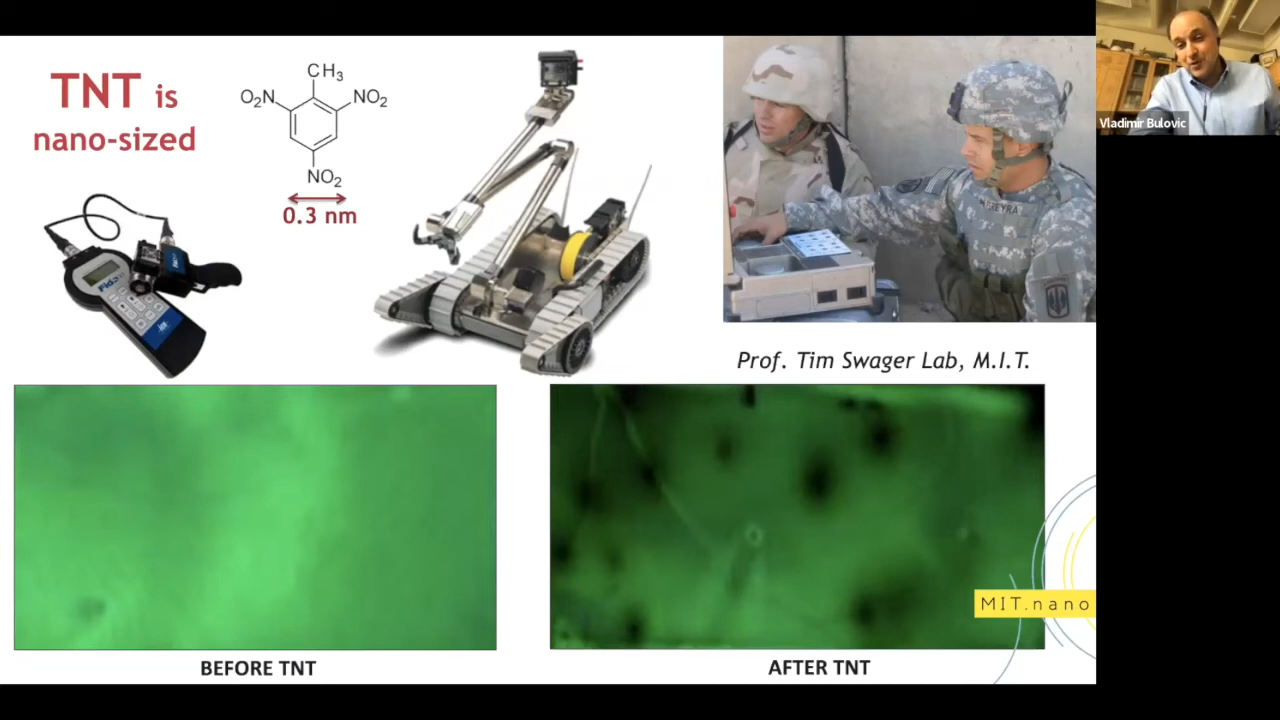 TNT is
nano-sized
CH₃
O₂N
NO₂
NO₂
0.3 nm
Fido
Vladimir Bulovic
Prof. Tim Swager Lab, M.I.T.
MIT.nano
BEFORE TNT
AFTER TNT